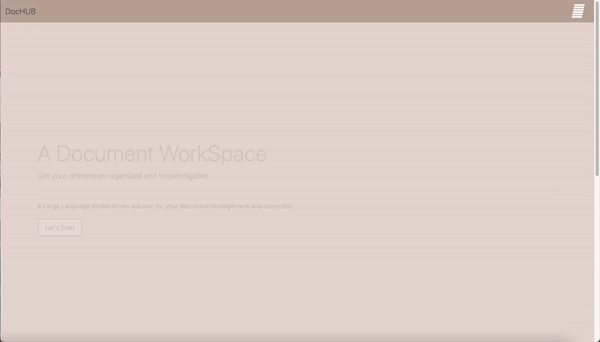 DocHUB
A Document WorkSpace
Get your references organized and knowledgable
A Large Language Model driven solution for your document management and extraction.
Let's Start